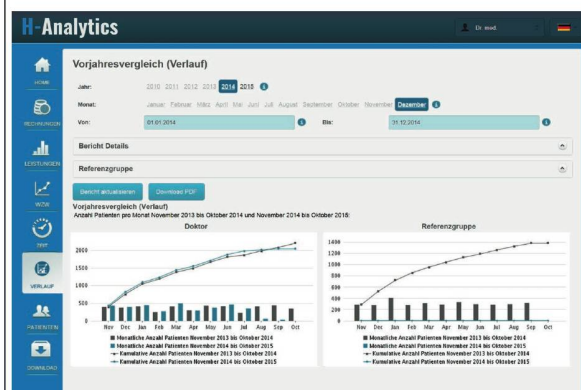 H-Analytics
Dr. med.
HOME
RECHNUNGEN
LEISTUNGEN
WZW
VERLAUF
PATIENTEN
DOWNLOAD
Vorjahresvergleich (Verlauf)
Jahr: 2010 2011 2012 2013 2014 2015
Monat: Januar Februar März April Mai Juni Juli August September Oktober November Dezember
Von: 01.01.2014 Bis: 31.12.2014
Bericht Details
Referenzgruppe
Bericht aktualisieren Download PDF
Vorjahresvergleich (Verlauf)
Anzahl Patienten pro Monat November 2013 bis Oktober 2014 und November 2014 bis Oktober 2015:
Doktor
2000
1500
1000
500
0
Nov Dec Jan Feb Mar Apr May Jun Jul Aug Sep Oct
Monatliche Anzahl Patienten November 2013 bis Oktober 2014
Monatliche Anzahl Patienten November 2014 bis Oktober 2015
Kumulative Anzahl Patienten November 2013 bis Oktober 2014
Kumulative Anzahl Patienten November 2014 bis Oktober 2015
Referenzgruppe
1400
1200
1000
800
600
400
200
0
Nov Dec Jan Feb Mar Apr May Jun Jul Aug Sep Oct
Monatliche Anzahl Patienten November 2013 bis Oktober 2014
Monatliche Anzahl Patienten November 2014 bis Oktober 2015
Kumulative Anzahl Patienten November 2013 bis Oktober 2014
Kumulative Anzahl Patienten November 2014 bis Oktober 2015